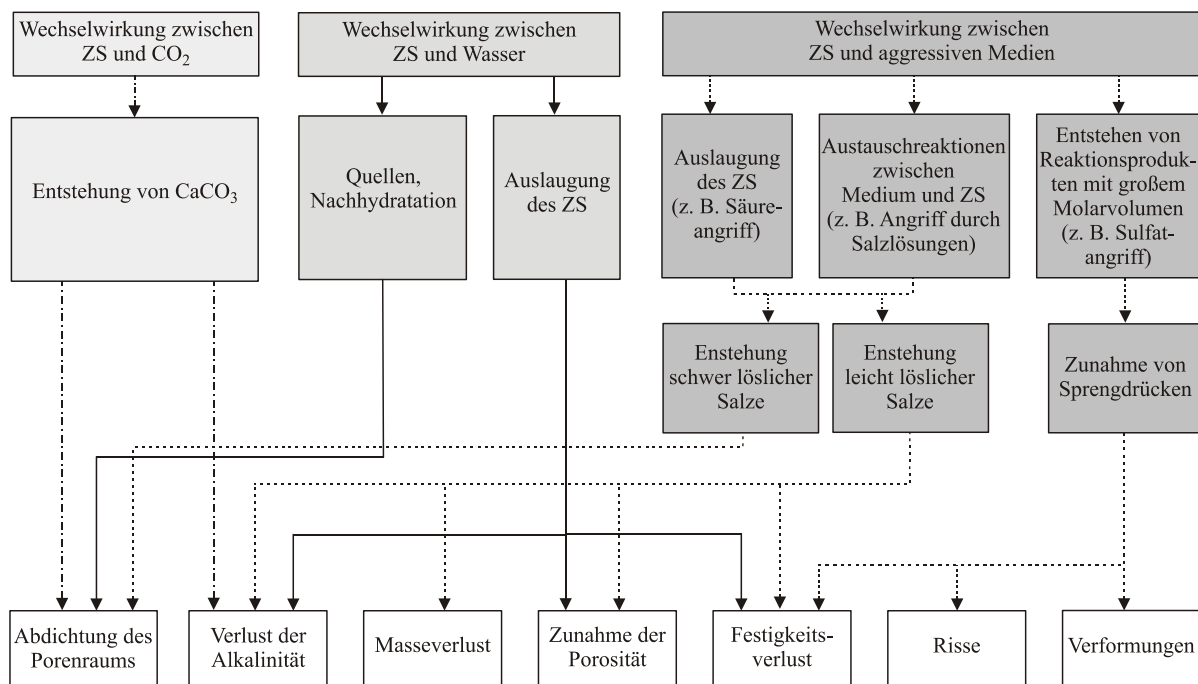 Wechselwirkung zwischen
ZS und CO₂
Wechselwirkung zwischen
ZS und Wasser
Wechselwirkung zwischen
ZS und aggressiven Medien
Entstehung von CaCO₃
Quellen,
Nachhydratation
Auslaugung
des ZS
Auslaugung
des ZS
(z. B. Säure-
angriff)
Austauschreaktionen
zwischen
Medium und ZS
(z. B. Angriff durch
Salzlösungen)
Entstehen von
Reaktionsproduk-
ten mit großem
Molarvolumen
(z. B. Sulfat-
angriff)
Enstehung
schwer löslicher
Salze
Enstehung
leicht löslicher
Salze
Zunahme von
Sprengdrücken
Abdichtung des
Porenraums
Verlust der
Alkalinität
Masseverlust
Zunahme der
Porosität
Festigkeits-
verlust
Risse
Verformungen